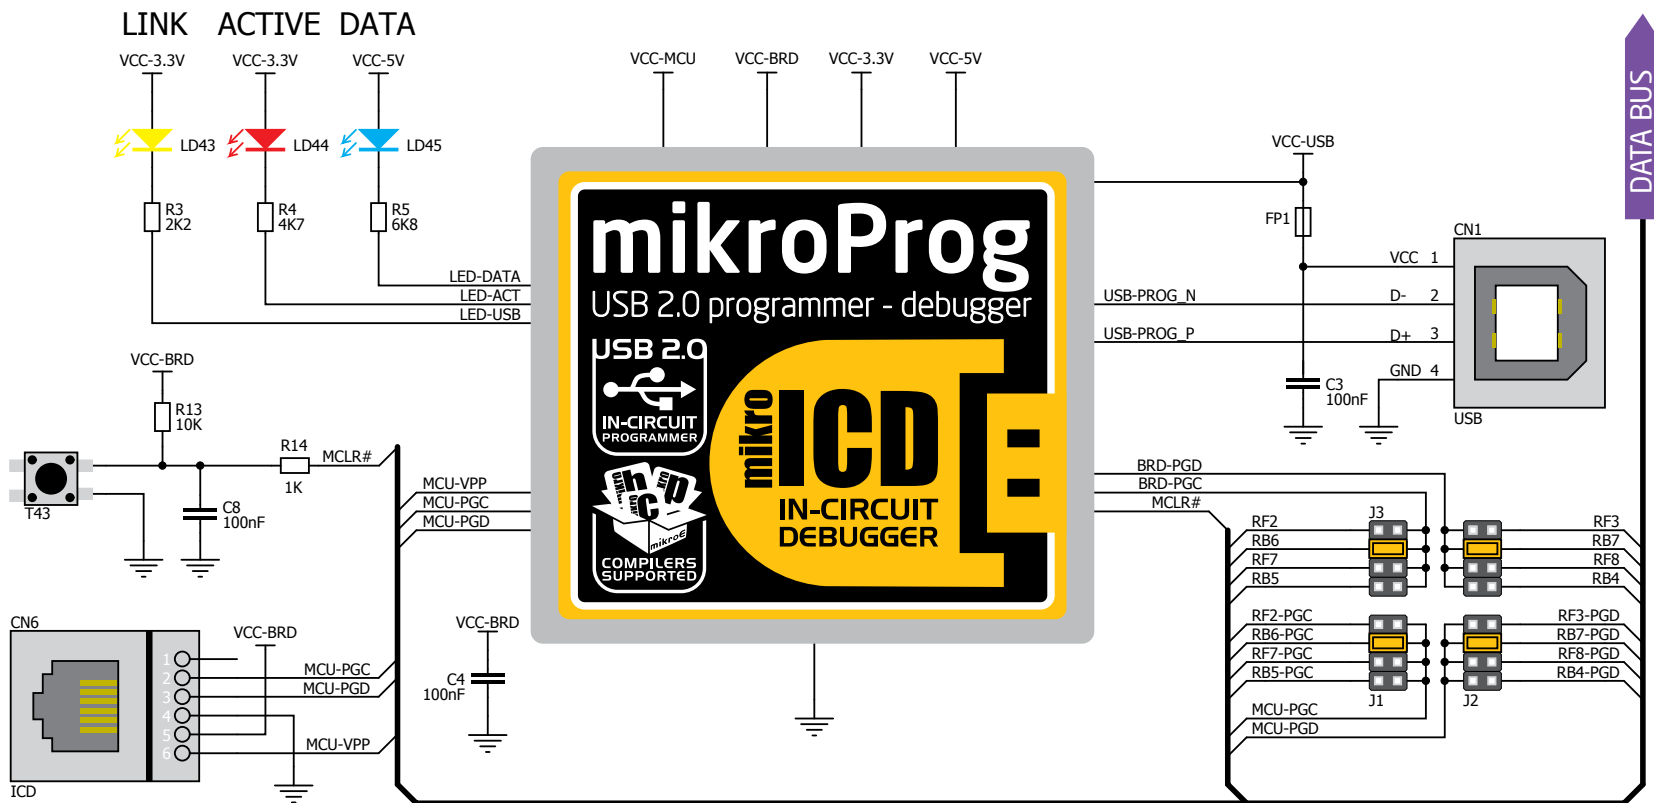 LINK ACTIVE DATA
VCC-3.3V VCC-3.3V VCC-5V
VCC-MCU VCC-BRD VCC-3.3V VCC-5V
DATA BUS
LD43 LD44 LD45
VCC-USB
R3
2K2
R4
4K7
R5
6K8
FP1
CN1
VCC 1
D- 2
D+ 3
GND 4
USB
LED-DATA
LED-ACT
LED-USB
mikroProg
USB 2.0 programmer - debugger
USB-PROG_N
USB-PROG_P
C3
100nF
USB 2.0
IN-CIRCUIT
PROGRAMMER
mikro
ICD
IN-CIRCUIT
DEBUGGER
mikroE
COMPILERS
SUPPORTED
VCC-BRD
R13
10K
R14
1K
MCLR#
T43
C8
100nF
MCU-VPP
MCU-PGC
MCU-PGD
BRD-PGD
BRD-PGC
MCLR#
J3
RF2
RB6
RF7
RB5
RF3
RB7
RF8
RB4
RF2-PGC
RB6-PGC
RF7-PGC
RB5-PGC
RF3-PGD
RB7-PGD
RF8-PGD
RB4-PGD
J1
J2
MCU-PGC
MCU-PGD
CN6
VCC-BRD
1
2
3
4
5
6
MCU-PGC
MCU-PGD
MCU-VPP
ICD
VCC-BRD
C4
100nF